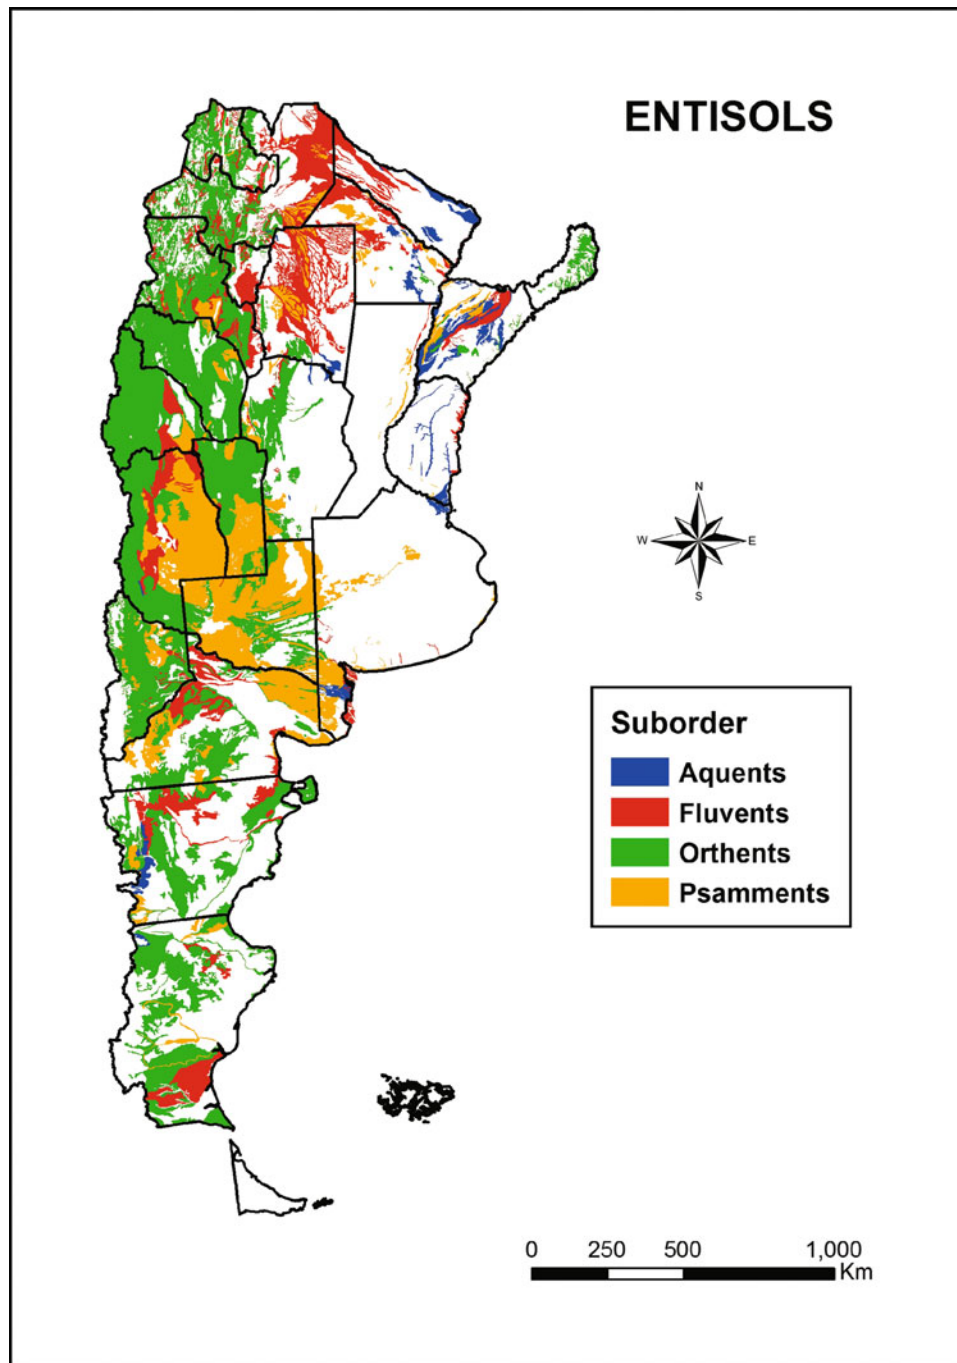 ENTISOLS
N
W
E
S
Suborder
Aquents
Fluvents
Orthents
Psamments
0 250 500 1,000
Km